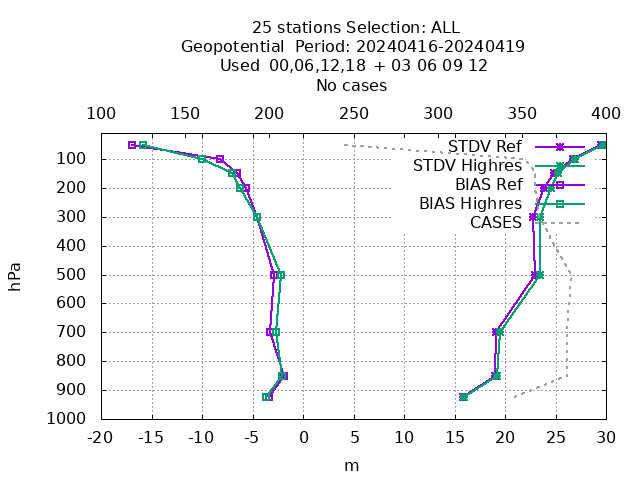 25 stations Selection: ALL
Geopotential  Period: 20240416-20240419
Used  00,06,12,18 + 03 06 09 12
No cases
100 150 200 250 300 350 400
STDV Ref
STDV Highres
BIAS Ref
BIAS Highres
CASES
100
200
300
400
500
600
700
800
900
1000
hPa
-20 -15 -10 -5 0 5 10 15 20 25 30
m